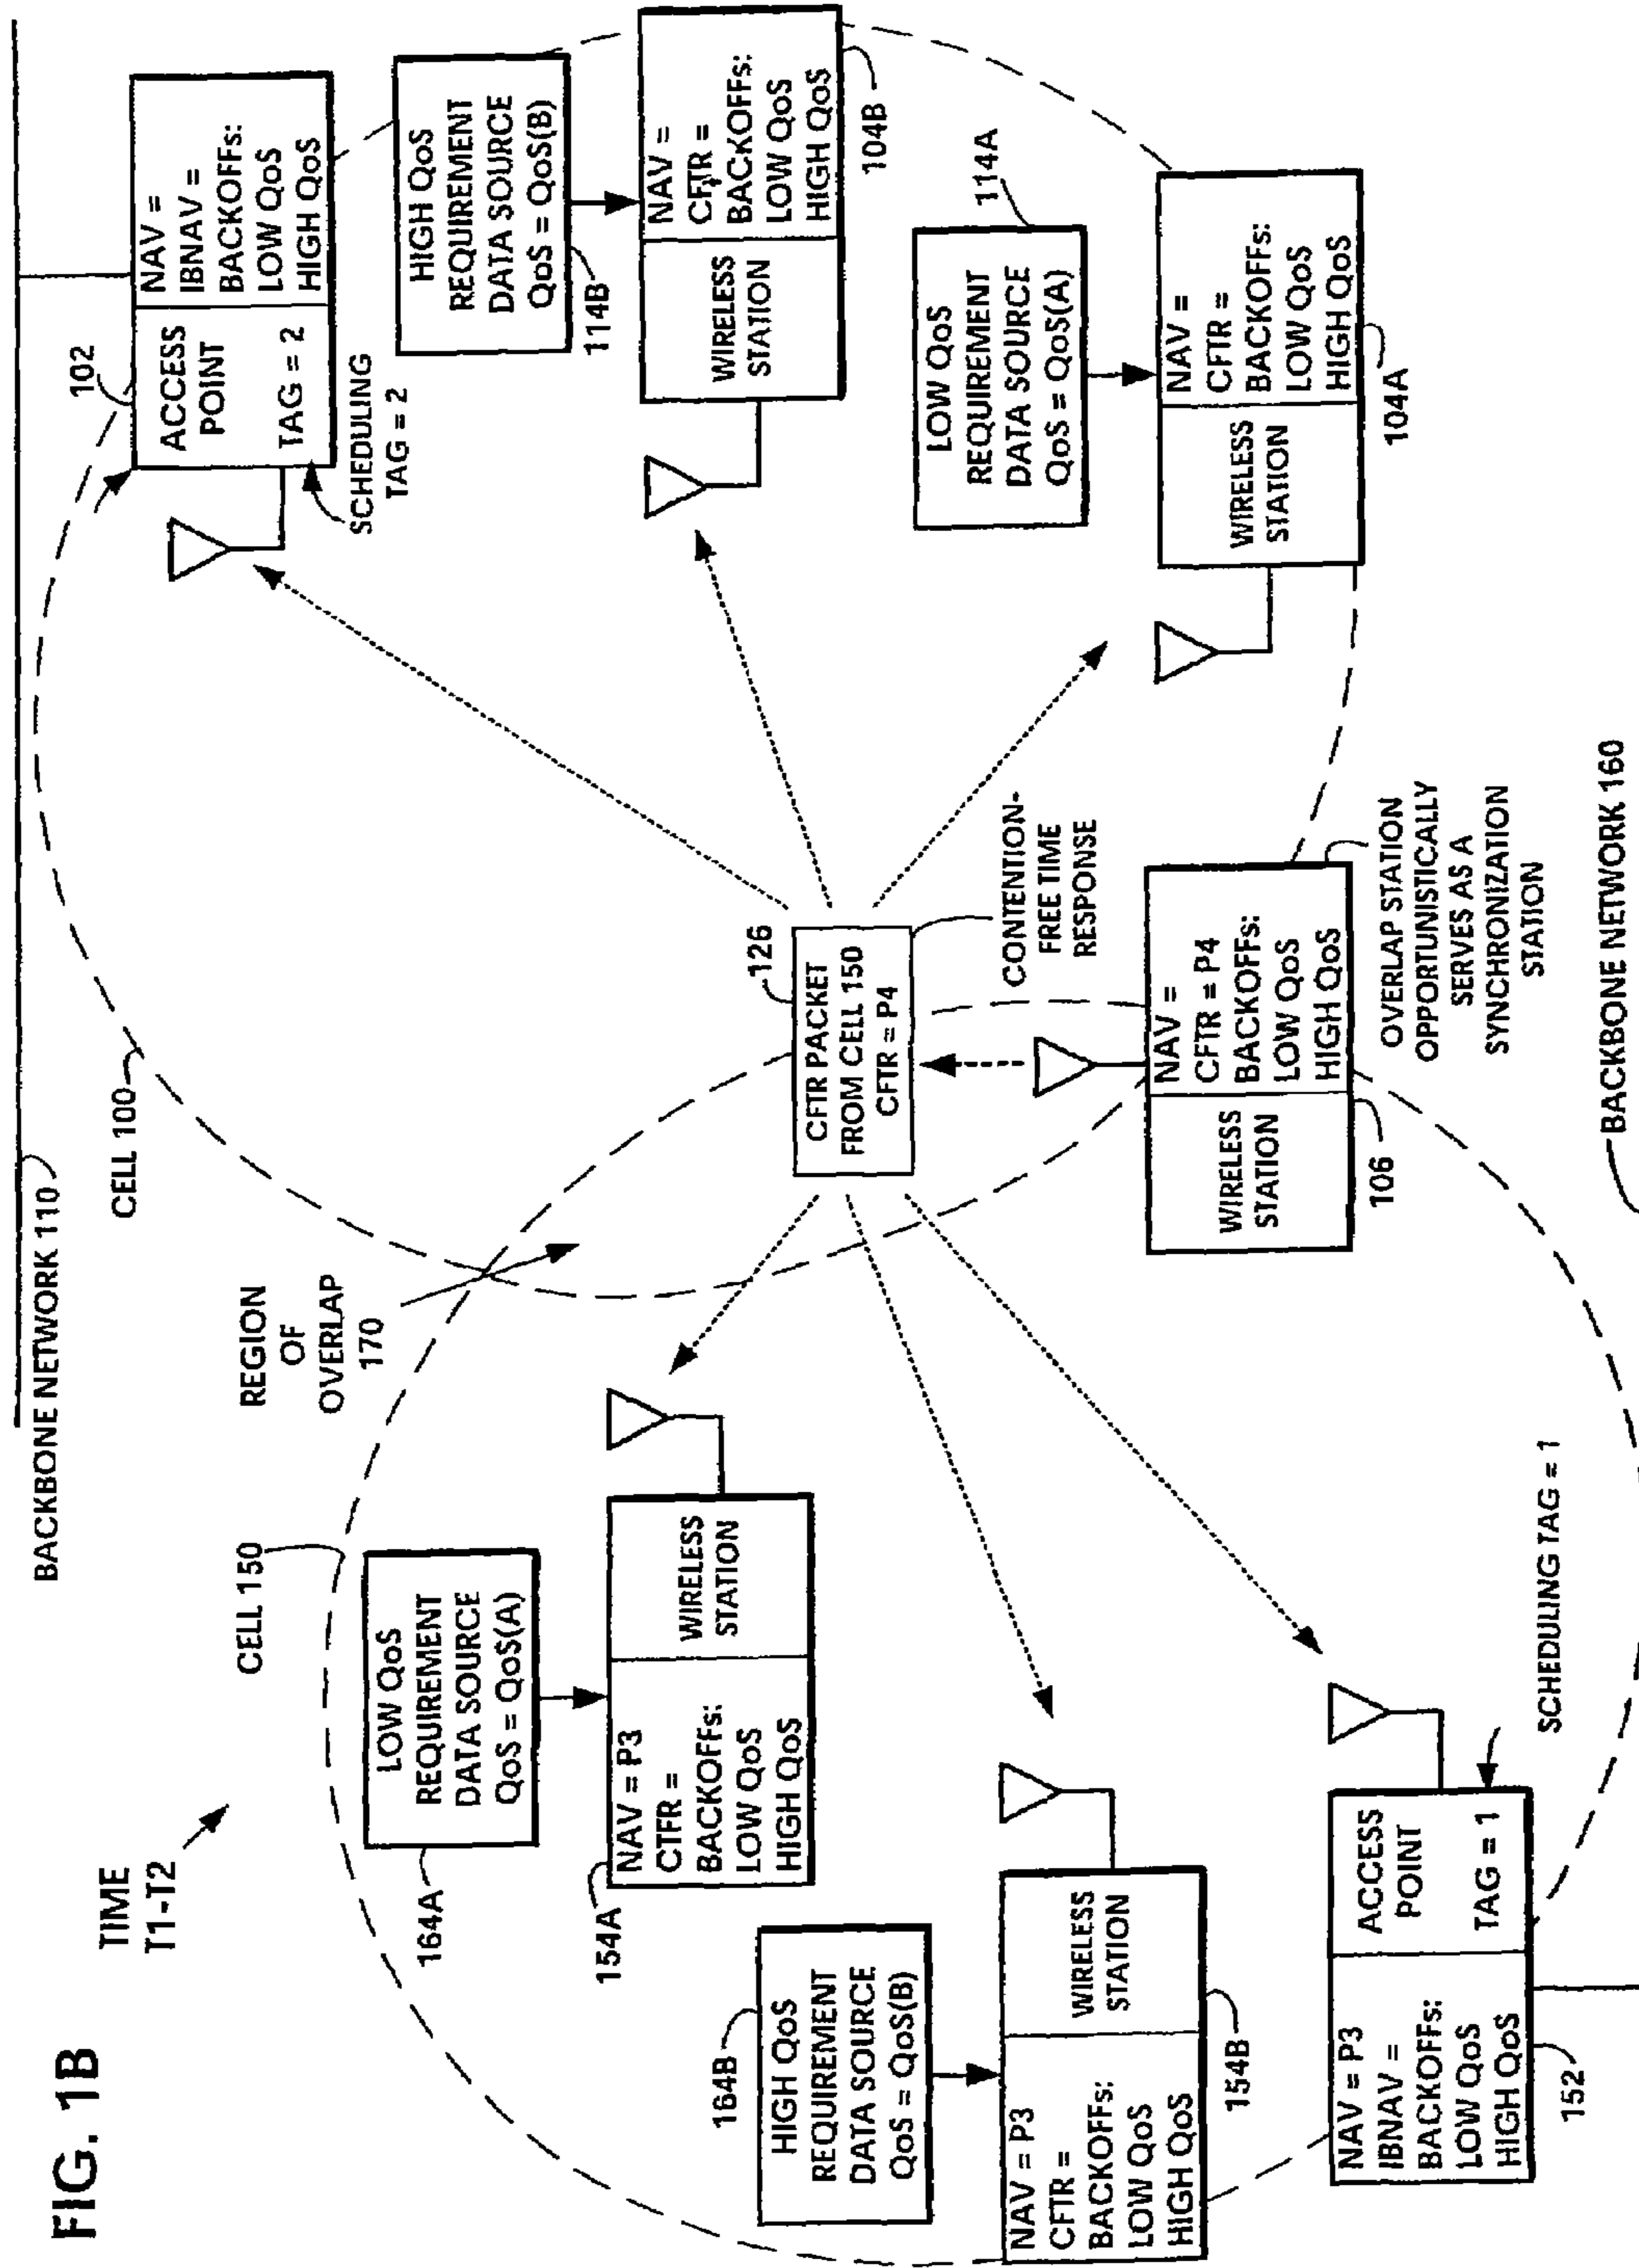 FIG. 1B
TIME
T1-T2
BACKBONE NETWORK 110
CELL 100
CELL 150
REGION
OF
OVERLAP
170
102
ACCESS
POINT
TAG = 2
NAV =
IBNAV =
BACKOFFs:
LOW QoS
HIGH QoS
SCHEDULING
TAG = 2
HIGH QoS
REQUIREMENT
DATA SOURCE
QoS = QoS(B)
114B
WIRELESS
STATION
NAV =
CFTR =
BACKOFFs:
LOW QoS
HIGH QoS
104B
114A
LOW QoS
REQUIREMENT
DATA SOURCE
QoS = QoS(A)
WIRELESS
STATION
NAV =
CFTR =
BACKOFFs:
LOW QoS
HIGH QoS
104A
164A
LOW QoS
REQUIREMENT
DATA SOURCE
QoS = QoS(A)
154A
NAV = P3
CTFR =
BACKOFFs:
LOW QoS
HIGH QoS
WIRELESS
STATION
126
CFTR PACKET
FROM CELL 150
CFTR = P4
CONTENTION-
FREE TIME
RESPONSE
164B
HIGH QoS
REQUIREMENT
DATA SOURCE
QoS = QoS(B)
NAV = P3
CFTR =
BACKOFFs:
LOW QoS
HIGH QoS
WIRELESS
STATION
154B
WIRELESS
STATION
NAV =
CFTR = P4
BACKOFFs:
LOW QoS
HIGH QoS
106
OVERLAP STATION
OPPORTUNISTICALLY
SERVES AS A
SYNCHRONIZATION
STATION
NAV = P3
IBNAV =
BACKOFFs:
LOW QoS
HIGH QoS
ACCESS
POINT
TAG = 1
152
SCHEDULING TAG = 1
BACKBONE NETWORK 160